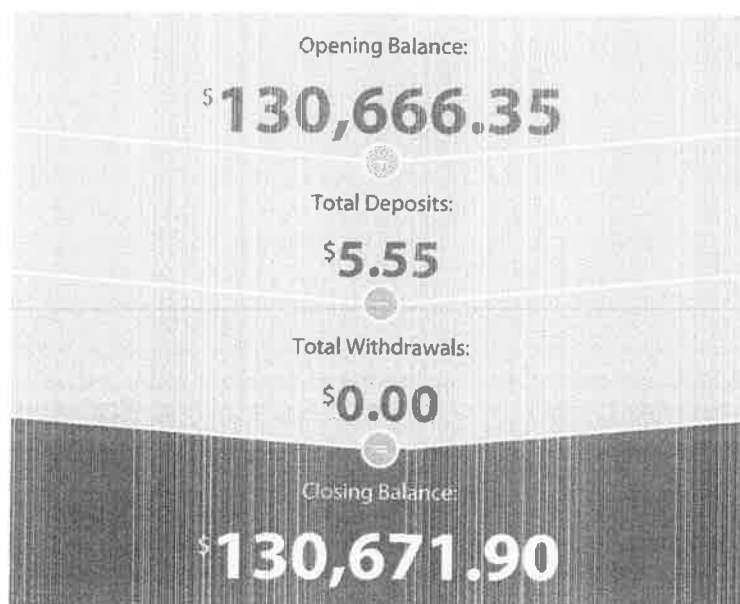 Opening Balance:
$130,666.35
Total Deposits:
$5.55
Total Withdrawals:
$0.00
Closing Balance:
$130,671.90